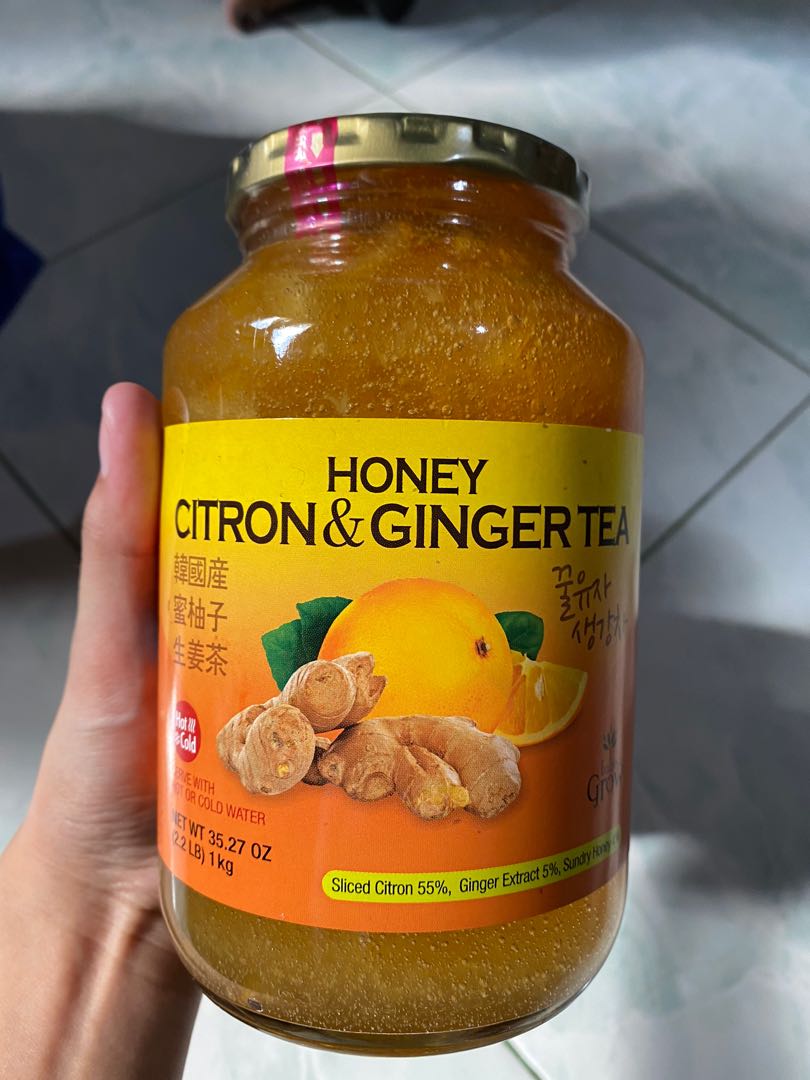 HONEY
CITRON & GINGER TEA
韓國産
蜜柚子
生姜茶
꿀유자
생강차
Hot
Cold
SERVE WITH
HOT OR COLD WATER
NET WT 35.27 OZ
(2.2 LB) 1kg
Sliced Citron 55%, Ginger Extract 5%, Sundry Honey